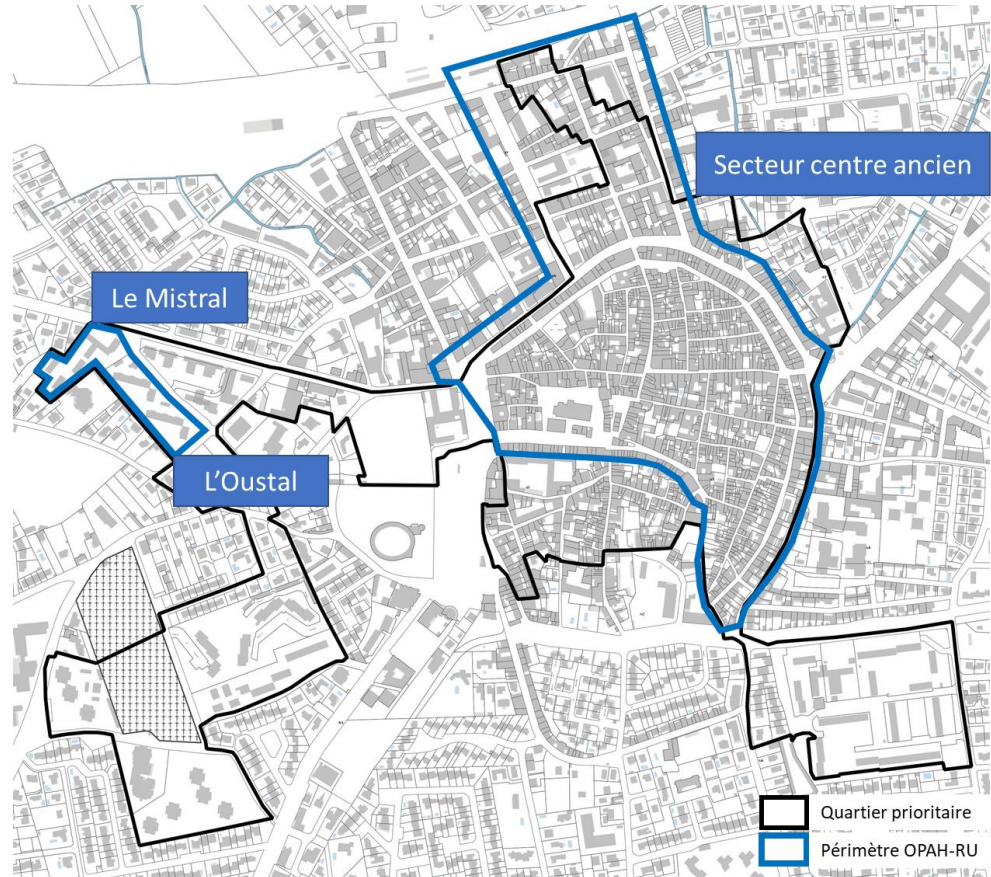 Secteur centre ancien
Le Mistral
L'Oustal
Quartier prioritaire
Périmètre OPAH-RU